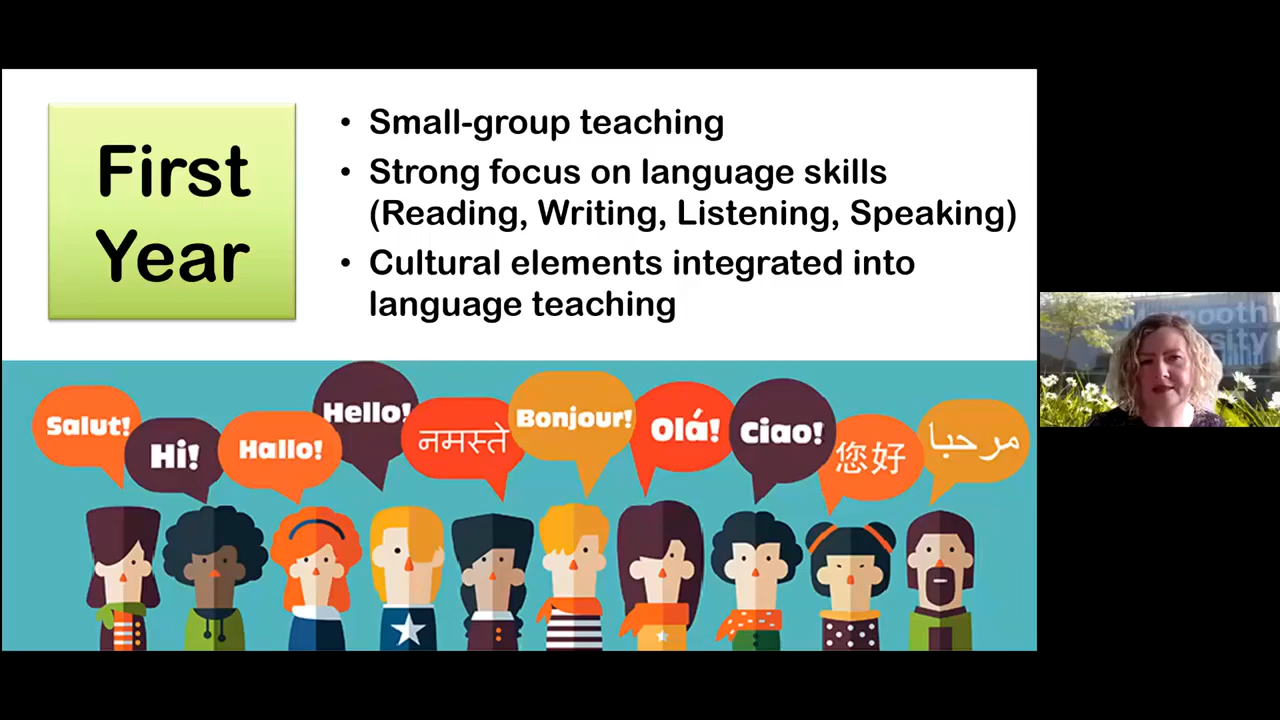 First
Year
• Small-group teaching
• Strong focus on language skills
(Reading, Writing, Listening, Speaking)
• Cultural elements integrated into
language teaching
Salut!
Hi!
Hallo!
Hello!
नमस्ते
Bonjour!
Olá!
Ciao!
您好
مرحبا